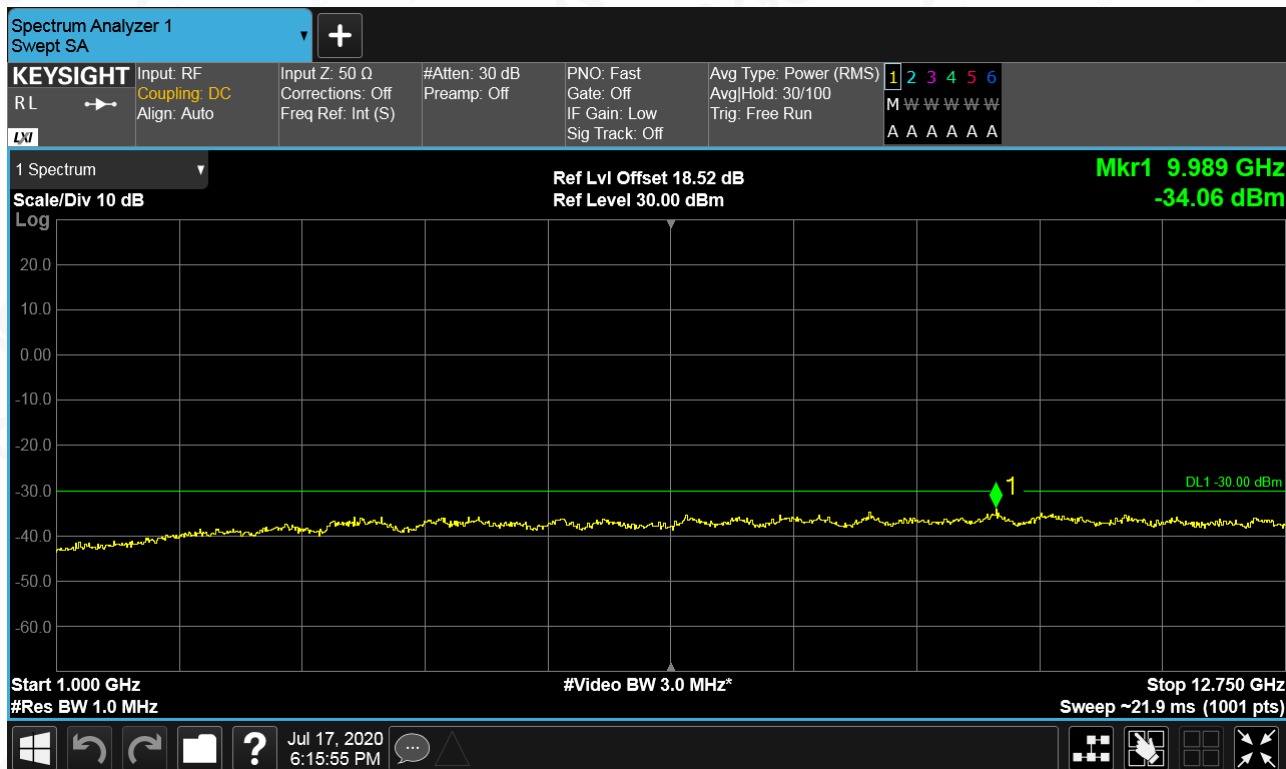 Spectrum Analyzer 1
Swept SA
KEYSIGHT
R L
LXI
Input: RF
Coupling: DC
Align: Auto
Input Z: 50 Ω
Corrections: Off
Freq Ref: Int (S)
#Atten: 30 dB
Preamp: Off
PNO: Fast
Gate: Off
IF Gain: Low
Sig Track: Off
Avg Type: Power (RMS)
Avg|Hold: 30/100
Trig: Free Run
1 2 3 4 5 6
M W W W W W
A A A A A A
1 Spectrum
Scale/Div 10 dB
Log
Ref Lvl Offset 18.52 dB
Ref Level 30.00 dBm
Mkr1 9.989 GHz
-34.06 dBm
20.0
10.0
0.00
-10.0
-20.0
-30.0
-40.0
-50.0
-60.0
1
DL1 -30.00 dBm
Start 1.000 GHz
#Res BW 1.0 MHz
#Video BW 3.0 MHz*
Stop 12.750 GHz
Sweep ~21.9 ms (1001 pts)
?
Jul 17, 2020
6:15:55 PM